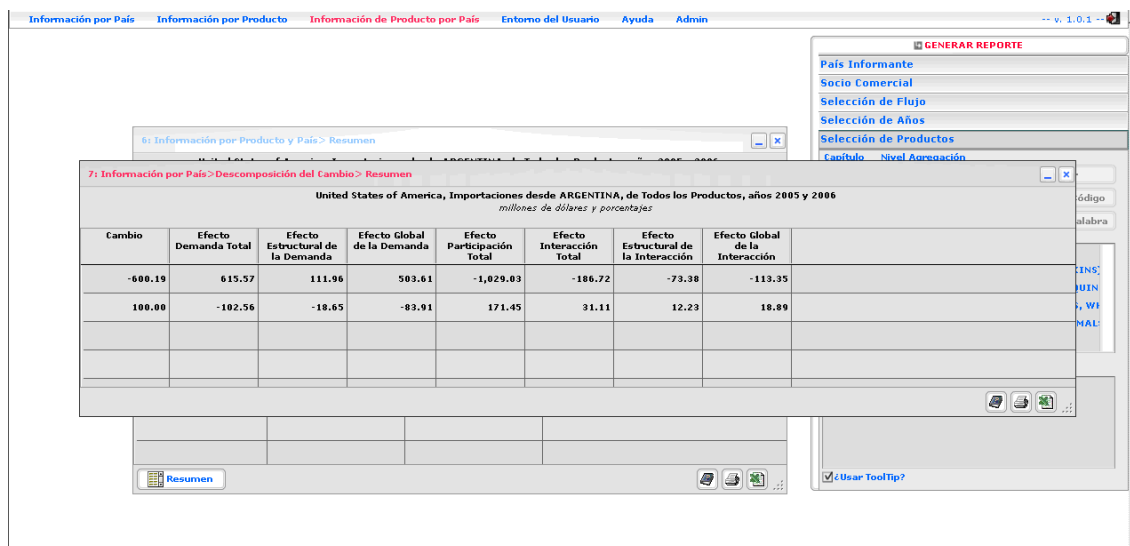 Información por País Información por Producto Información de Producto por País Entorno del Usuario Ayuda Admin -- v. 1.0.1 --
GENERAR REPORTE
País Informante
Socio Comercial
Selección de Flujo
Selección de Años
Selección de Productos
Capítulo Nivel Agregación
6: Información por Producto y País> Resumen
7: Información por País>Descomposición del Cambio> Resumen
United States of America, Importaciones desde ARGENTINA, de Todos los Productos, años 2005 y 2006
millones de dólares y porcentajes
Cambio Efecto Demanda Total Efecto Estructural de la Demanda Efecto Global de la Demanda Efecto Participación Total Efecto Interacción Total Efecto Estructural de la Interacción Efecto Global de la Interacción
-600.19 615.57 111.96 503.61 -1,029.03 -186.72 -73.38 -113.35
100.00 -102.56 -18.65 -83.91 171.45 31.11 12.23 18.89
Resumen
¿Usar ToolTip?